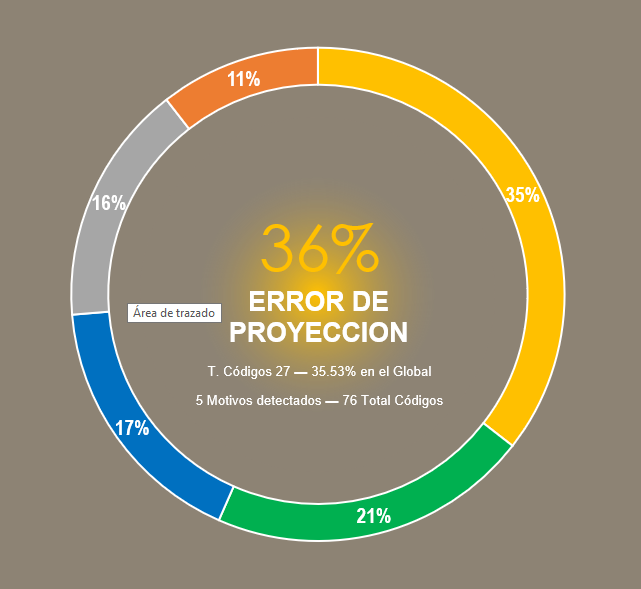 11%
35%
16%
36%
ERROR DE
PROYECCION
Área de trazado
T. Códigos 27 — 35.53% en el Global
5 Motivos detectados — 76 Total Códigos
17%
21%